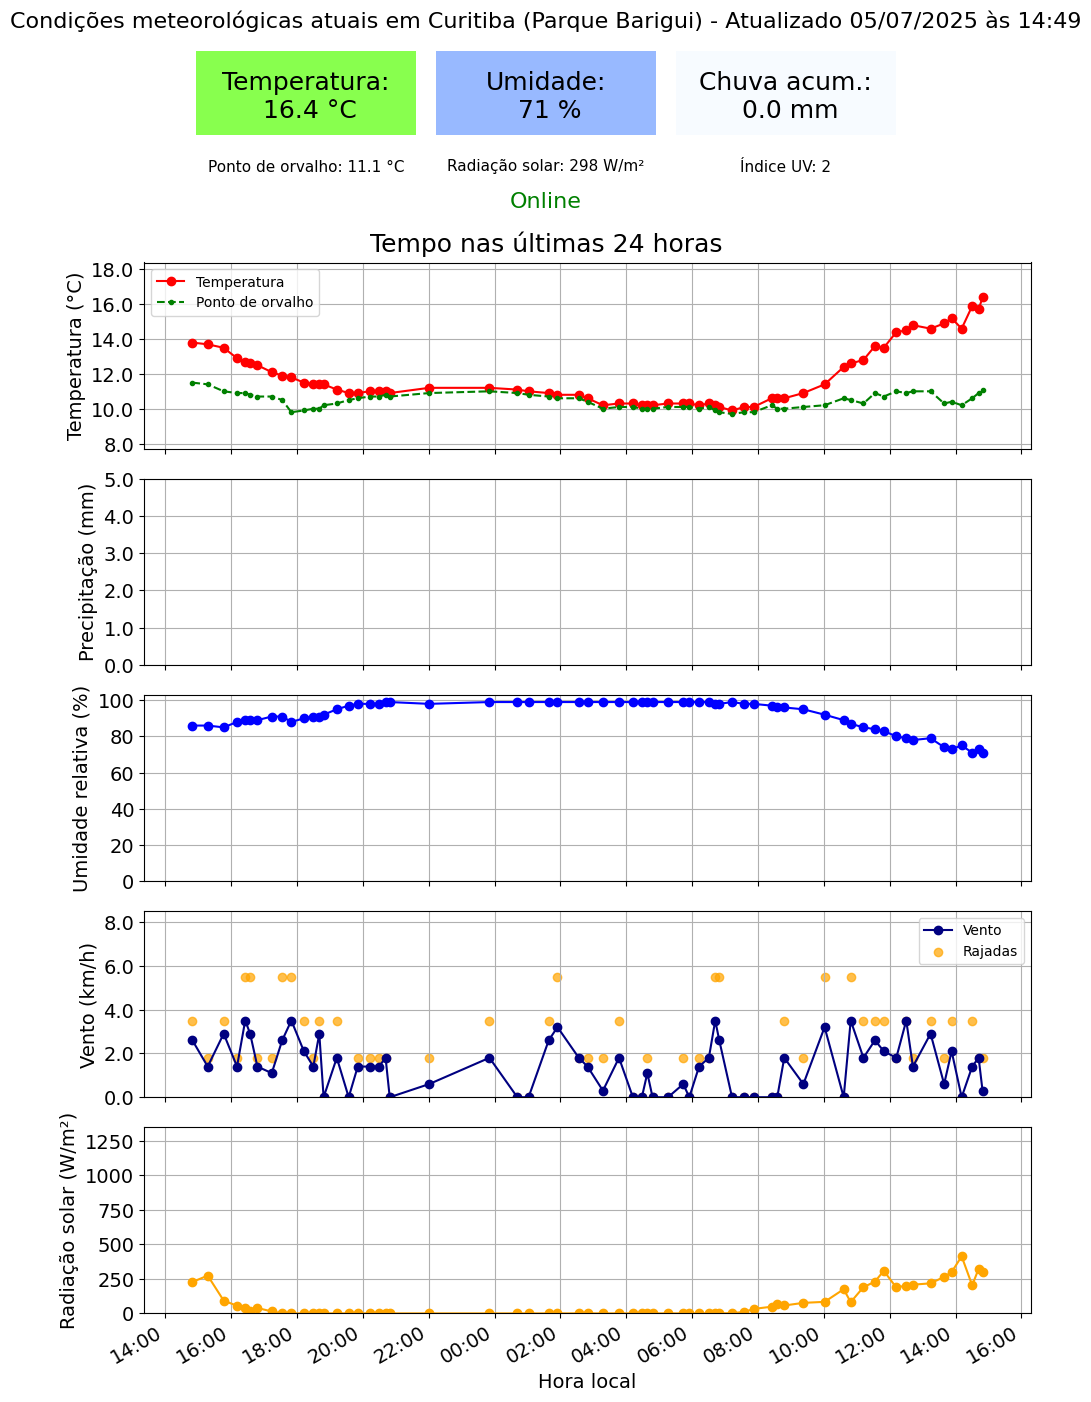 Condições meteorológicas atuais em Curitiba (Parque Barigui) - Atualizado 05/07/2025 às 14:49
Temperatura:
16.4 °C
Umidade:
71 %
Chuva acum.:
0.0 mm
Ponto de orvalho: 11.1 °C
Radiação solar: 298 W/m²
Índice UV: 2
Online
Tempo nas últimas 24 horas
Temperatura (°C)
18.0
16.0
14.0
12.0
10.0
8.0
Temperatura
Ponto de orvalho
Precipitação (mm)
5.0
4.0
3.0
2.0
1.0
0.0
Umidade relativa (%)
100
80
60
40
20
0
Vento (km/h)
8.0
6.0
4.0
2.0
0.0
Vento
Rajadas
Radiação solar (W/m²)
1250
1000
750
500
250
0
14:00
16:00
18:00
20:00
22:00
00:00
02:00
04:00
06:00
08:00
10:00
12:00
14:00
16:00
Hora local